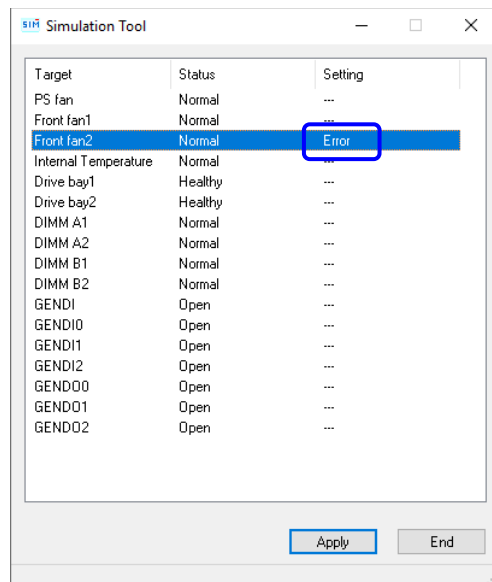 SIM Simulation Tool
Target Status Setting
PS fan Normal ---
Front fan1 Normal ---
Front fan2 Normal Error
Internal Temperature Normal ---
Drive bay1 Healthy ---
Drive bay2 Healthy ---
DIMM A1 Normal ---
DIMM A2 Normal ---
DIMM B1 Normal ---
DIMM B2 Normal ---
GENDI Open ---
GENDI0 Open ---
GENDI1 Open ---
GENDI2 Open ---
GENDO0 Open ---
GENDO1 Open ---
GENDO2 Open ---
Apply End